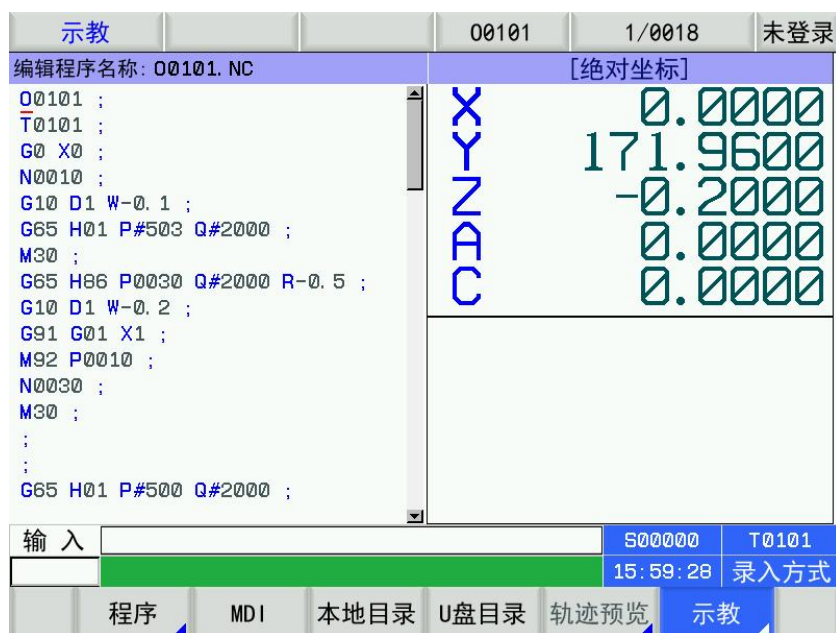 示教 O0101 1/0018 未登录
编辑程序名称: O0101.NC [绝对坐标]
O0101 ;
T0101 ;
G0 X0 ;
N0010 ;
G10 D1 W-0.1 ;
G65 H01 P#503 Q#2000 ;
M30 ;
G65 H86 P0030 Q#2000 R-0.5 ;
G10 D1 W-0.2 ;
G91 G01 X1 ;
M92 P0010 ;
N0030 ;
M30 ;
;
;
G65 H01 P#500 Q#2000 ;
X 0.0000
Y 171.9600
Z -0.2000
A 0.0000
C 0.0000
输入 S00000 T0101
15:59:28 录入方式
程序 MDI 本地目录 U盘目录 轨迹预览 示教